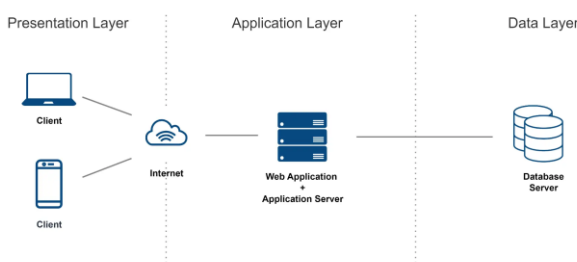 Presentation Layer
Application Layer
Data Layer
Client
Internet
Client
Web Application
+
Application Server
Database
Server